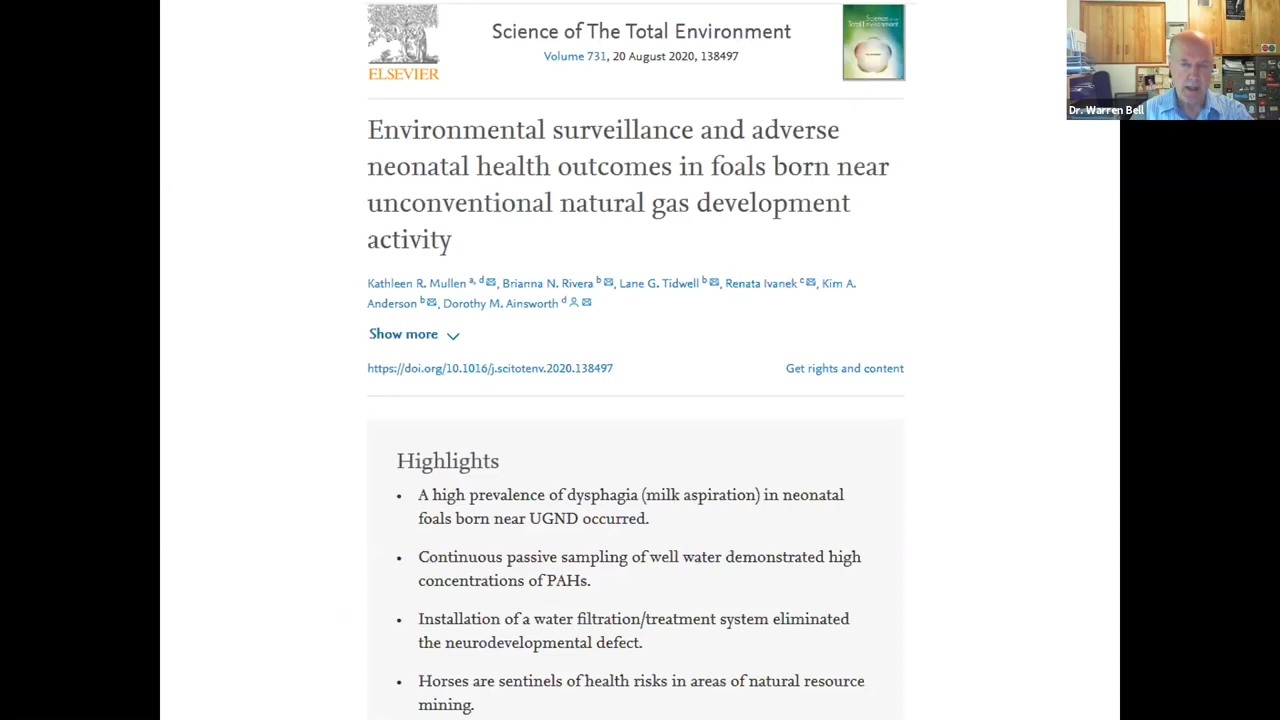 Science of The Total Environment
Volume 731, 20 August 2020, 138497
ELSEVIER
Dr. Warren Bell
Environmental surveillance and adverse
neonatal health outcomes in foals born near
unconventional natural gas development
activity
Kathleen R. Mullen a, d, Brianna N. Rivera b, Lane G. Tidwell b, Renata Ivanek c, Kim A.
Anderson b, Dorothy M. Ainsworth d
Show more
https://doi.org/10.1016/j.scitotenv.2020.138497
Get rights and content
Highlights
• A high prevalence of dysphagia (milk aspiration) in neonatal
foals born near UGND occurred.
• Continuous passive sampling of well water demonstrated high
concentrations of PAHs.
• Installation of a water filtration/treatment system eliminated
the neurodevelopmental defect.
• Horses are sentinels of health risks in areas of natural resource
mining.